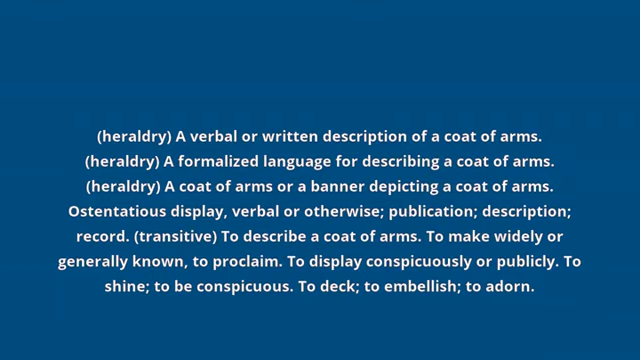 (heraldry) A verbal or written description of a coat of arms.
(heraldry) A formalized language for describing a coat of arms.
(heraldry) A coat of arms or a banner depicting a coat of arms.
Ostentatious display, verbal or otherwise; publication; description;
record. (transitive) To describe a coat of arms. To make widely or
generally known, to proclaim. To display conspicuously or publicly. To
shine; to be conspicuous. To deck; to embellish; to adorn.